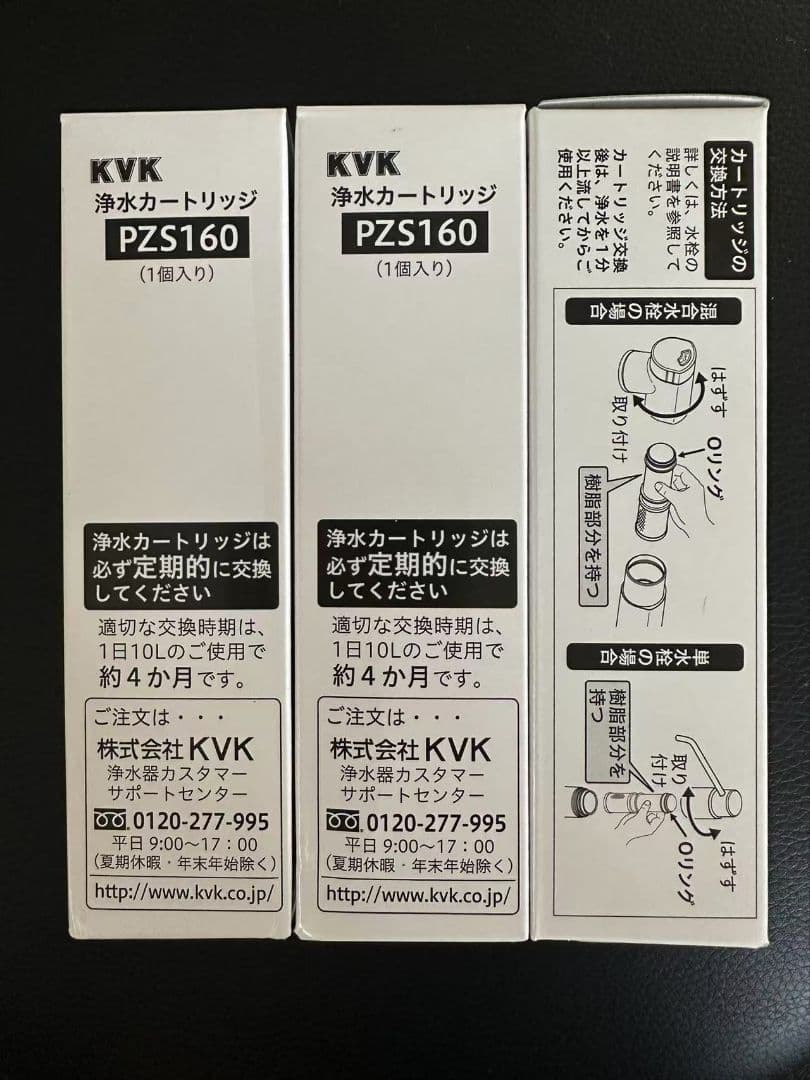 KVK
浄水カートリッジ
PZS160
(1個入り)
浄水カートリッジは
必ず定期的に交換
してください
適切な交換時期は、
1日10Lのご使用で
約4か月です。
ご注文は・・・
株式会社KVK
浄水器カスタマー
サポートセンター
0120-277-995
平日 9:00~17:00
(夏期休暇・年末年始除く)
http://www.kvk.co.jp/
KVK
浄水カートリッジ
PZS160
(1個入り)
浄水カートリッジは
必ず定期的に交換
してください
適切な交換時期は、
1日10Lのご使用で
約4か月です。
ご注文は・・・
株式会社KVK
浄水器カスタマー
サポートセンター
0120-277-995
平日 9:00~17:00
(夏期休暇・年末年始除く)
http://www.kvk.co.jp/
カートリッジの
交換方法
詳しくは、水栓の
説明書を参照して
ください。
カートリッジ交換
後は、浄水を1分
以上流してからご
使用ください。
混合水栓の場合
はずす
取り付け
Oリング
樹脂部分を持つ
単水栓の場合
樹脂部分を
持つ
取り
付け
はずす
Oリング